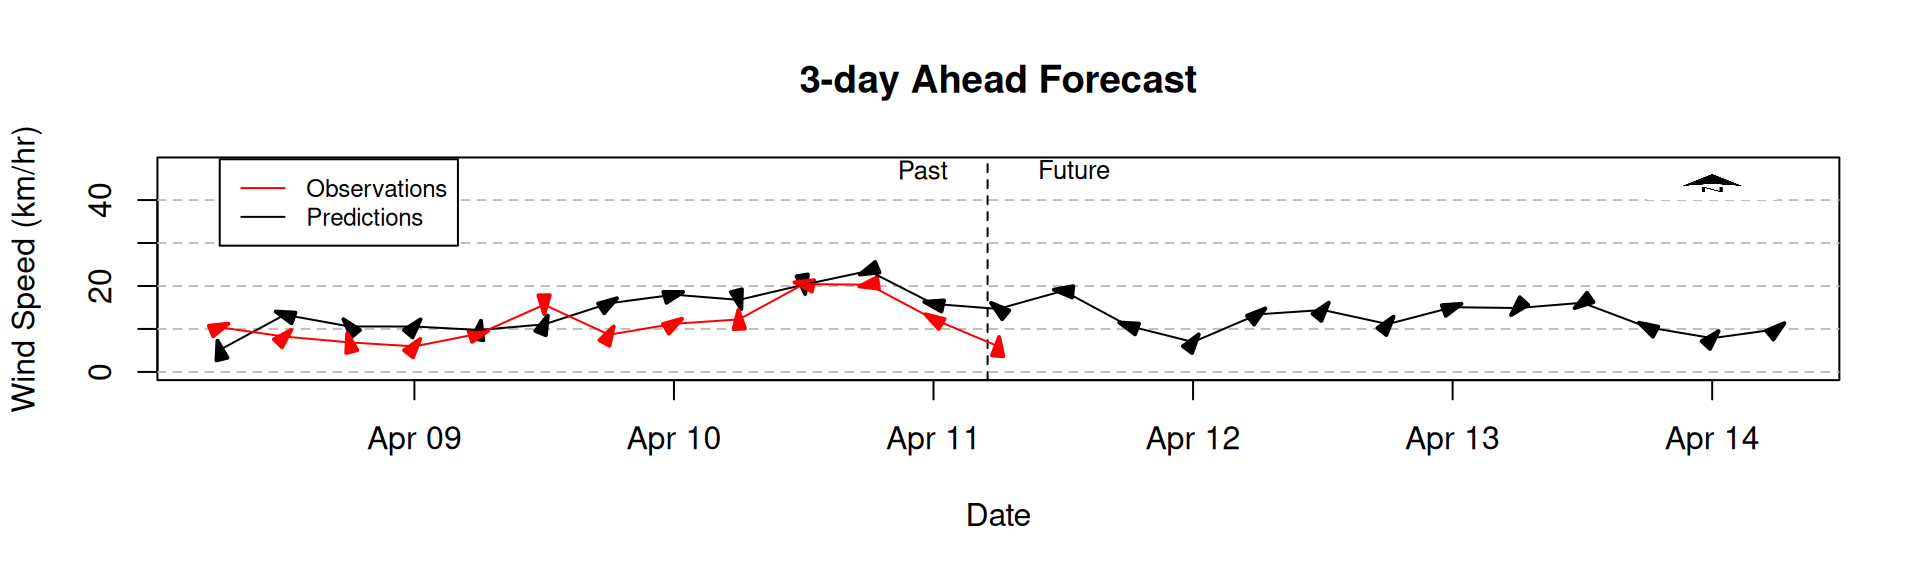 3-day Ahead Forecast
Wind Speed (km/hr)
40
20
0
Observations
Predictions
Past
Future
N
Apr 09
Apr 10
Apr 11
Apr 12
Apr 13
Apr 14
Date